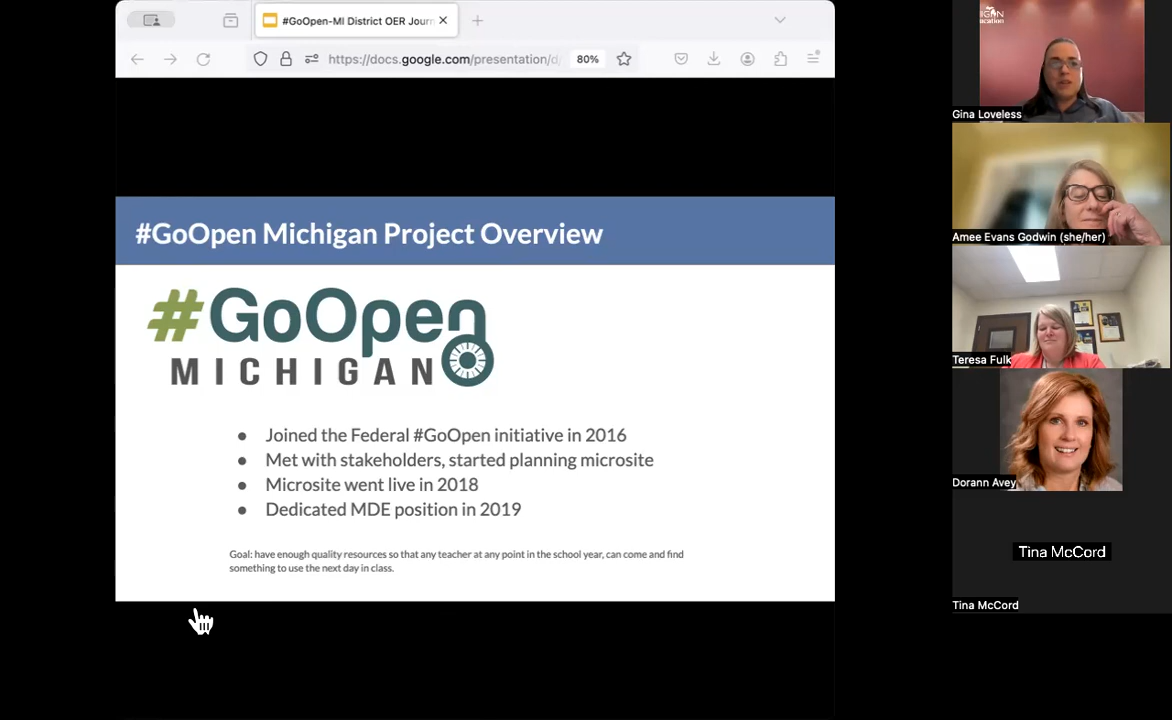 #GoOpen-MI District OER Journ
https://docs.google.com/presentation/d/
80%
#GoOpen Michigan Project Overview
#GoOpen
MICHIGAN
● Joined the Federal #GoOpen initiative in 2016
● Met with stakeholders, started planning microsite
● Microsite went live in 2018
● Dedicated MDE position in 2019
Goal: have enough quality resources so that any teacher at any point in the school year, can come and find
something to use the next day in class.
Gina Loveless
Amee Evans Godwin (she/her)
Teresa Fulk
Dorann Avey
Tina McCord
Tina McCord